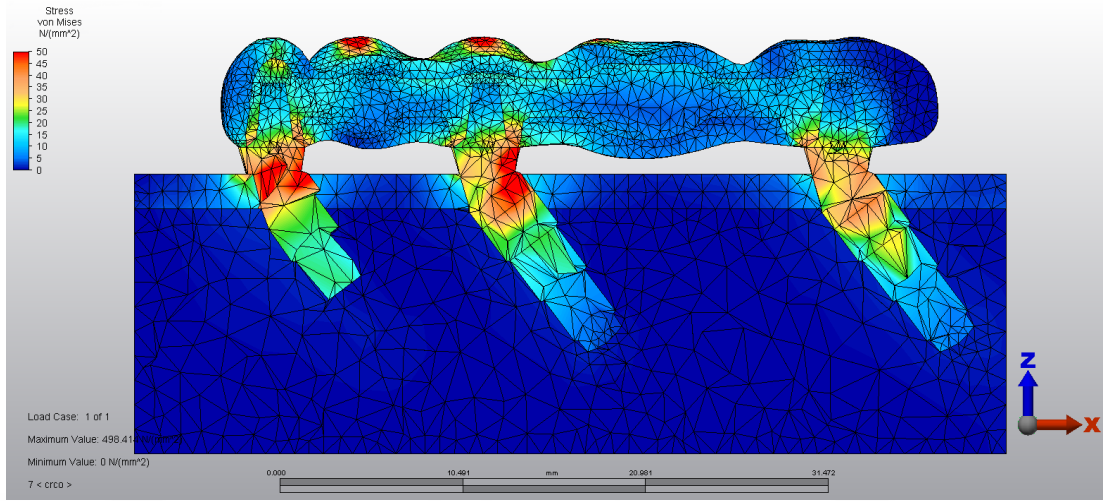 Stress
von Mises
N/(mm^2)
50
45
40
35
30
25
20
15
10
5
0
Load Case: 1 of 1
Maximum Value: 498.41
Minimum Value: 0 N/(mm^2)
7 < crco >
0.000
10.491
mm
20.981
31.472
Z
X